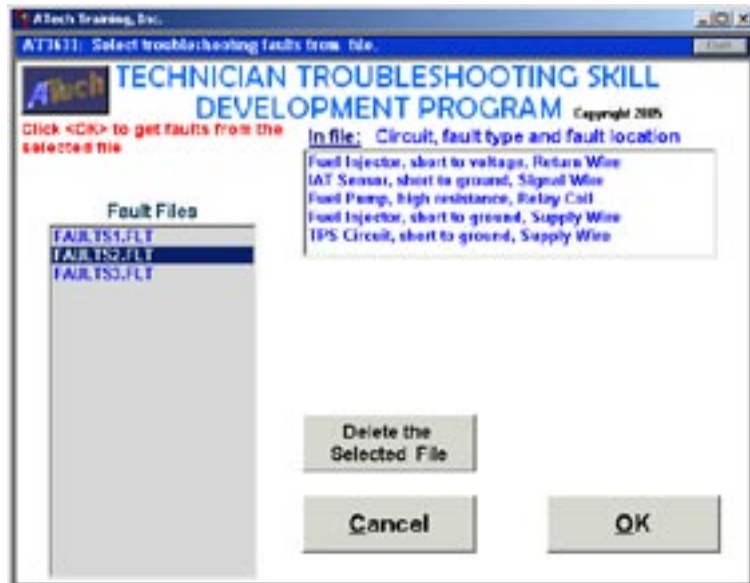 ATech Training, Inc.
AT1611: Select troubleshooting faults from file.
ATech
TECHNICIAN TROUBLESHOOTING SKILL
DEVELOPMENT PROGRAM Copyright 2005
Click <OK> to get faults from the
selected file
In file: Circuit, fault type and fault location
Fuel Injector, short to voltage, Return Wire
IAT Sensor, short to ground, Signal Wire
Fuel Pump, high resistance, Relay Coil
Fuel Injector, short to ground, Supply Wire
TPS Circuit, short to ground, Supply Wire
Fault Files
FAULTS1.FLT
FAULTS2.FLT
FAULTS3.FLT
Delete the
Selected File
Cancel
OK